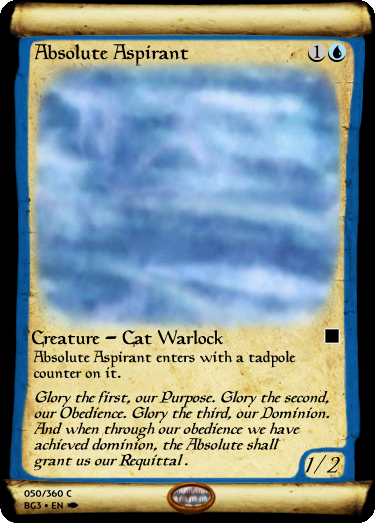 Absolute Aspirant 1
Creature – Cat Warlock
Absolute Aspirant enters with a tadpole
counter on it.
Glory the first, our Purpose. Glory the second,
our Obedience. Glory the third, our Dominion.
And when through our obedience we have
achieved dominion, the Absolute shall
grant us our Requittal.
1/2
050/360 C
BG3 • EN